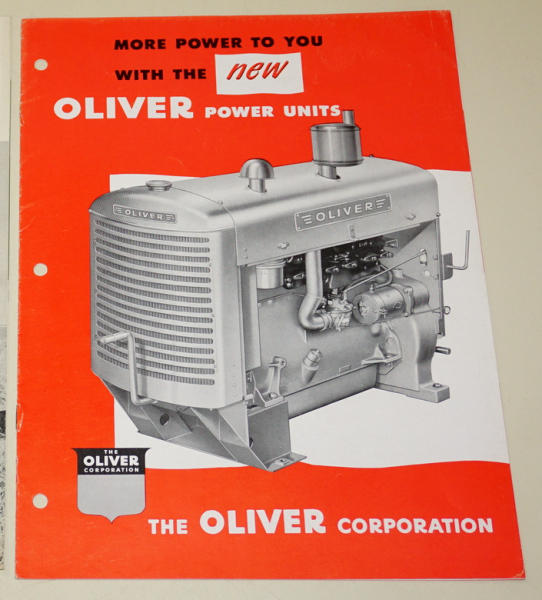 MORE POWER TO YOU
WITH THE new
OLIVER POWER UNITS
OLIVER
OLIVER
THE
OLIVER
CORPORATION
THE OLIVER CORPORATION